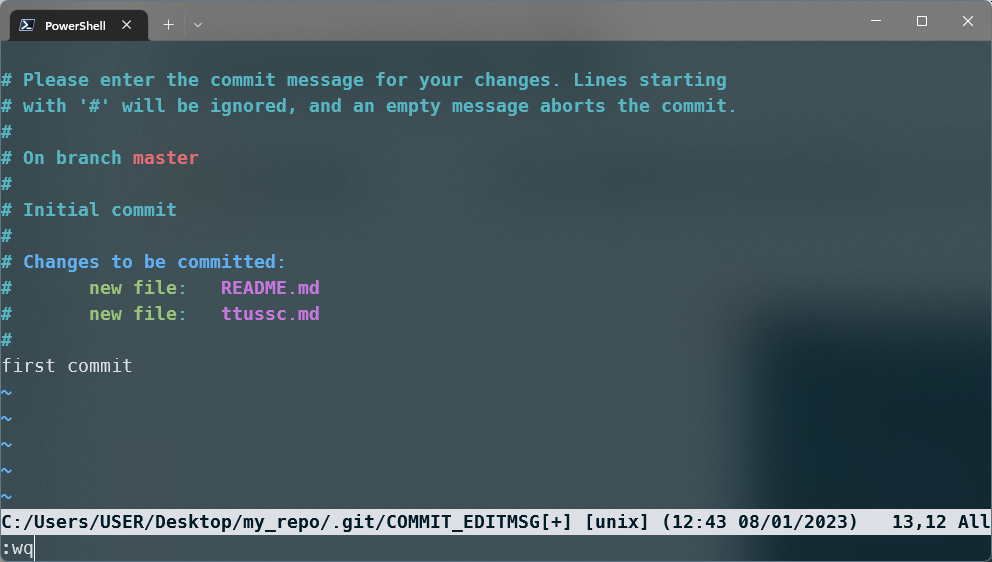 PowerShell
# Please enter the commit message for your changes. Lines starting
# with '#' will be ignored, and an empty message aborts the commit.
#
# On branch master
#
# Initial commit
#
# Changes to be committed:
#       new file:   README.md
#       new file:   ttussc.md
#
first commit
~
~
~
~
~
C:/Users/USER/Desktop/my_repo/.git/COMMIT_EDITMSG[+] [unix] (12:43 08/01/2023)   13,12 All
:wq